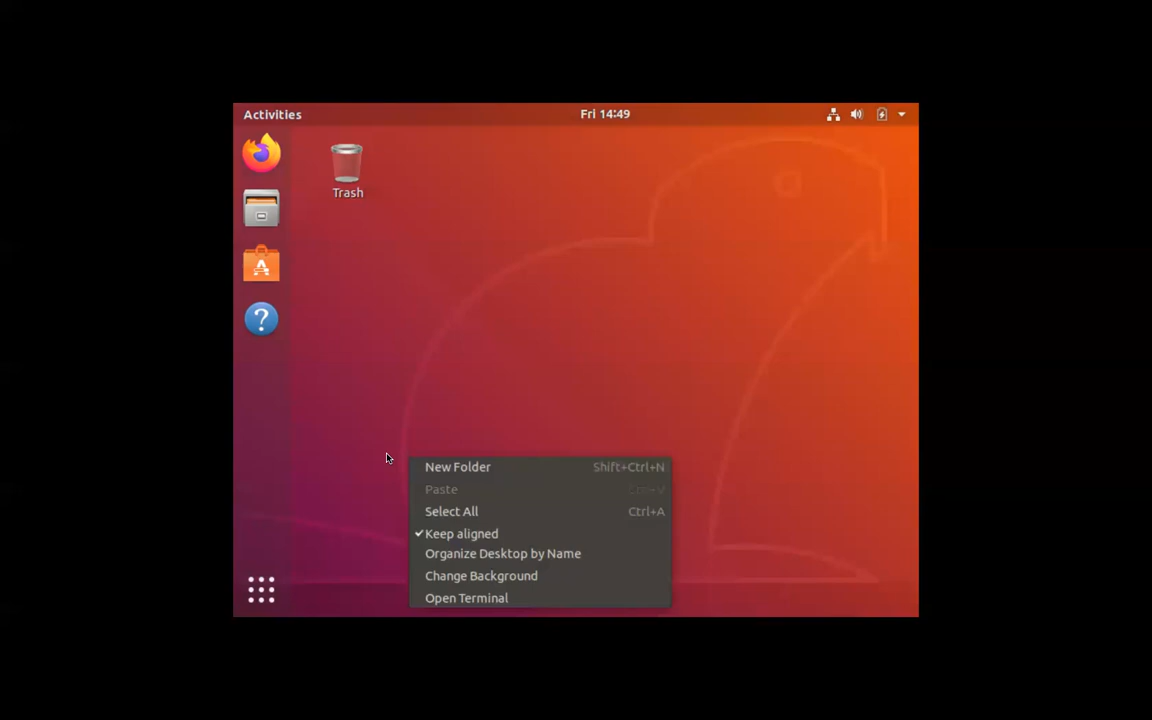 Activities
Fri 14:49
Trash
New Folder Shift+Ctrl+N
Paste Ctrl+V
Select All Ctrl+A
Keep aligned
Organize Desktop by Name
Change Background
Open Terminal